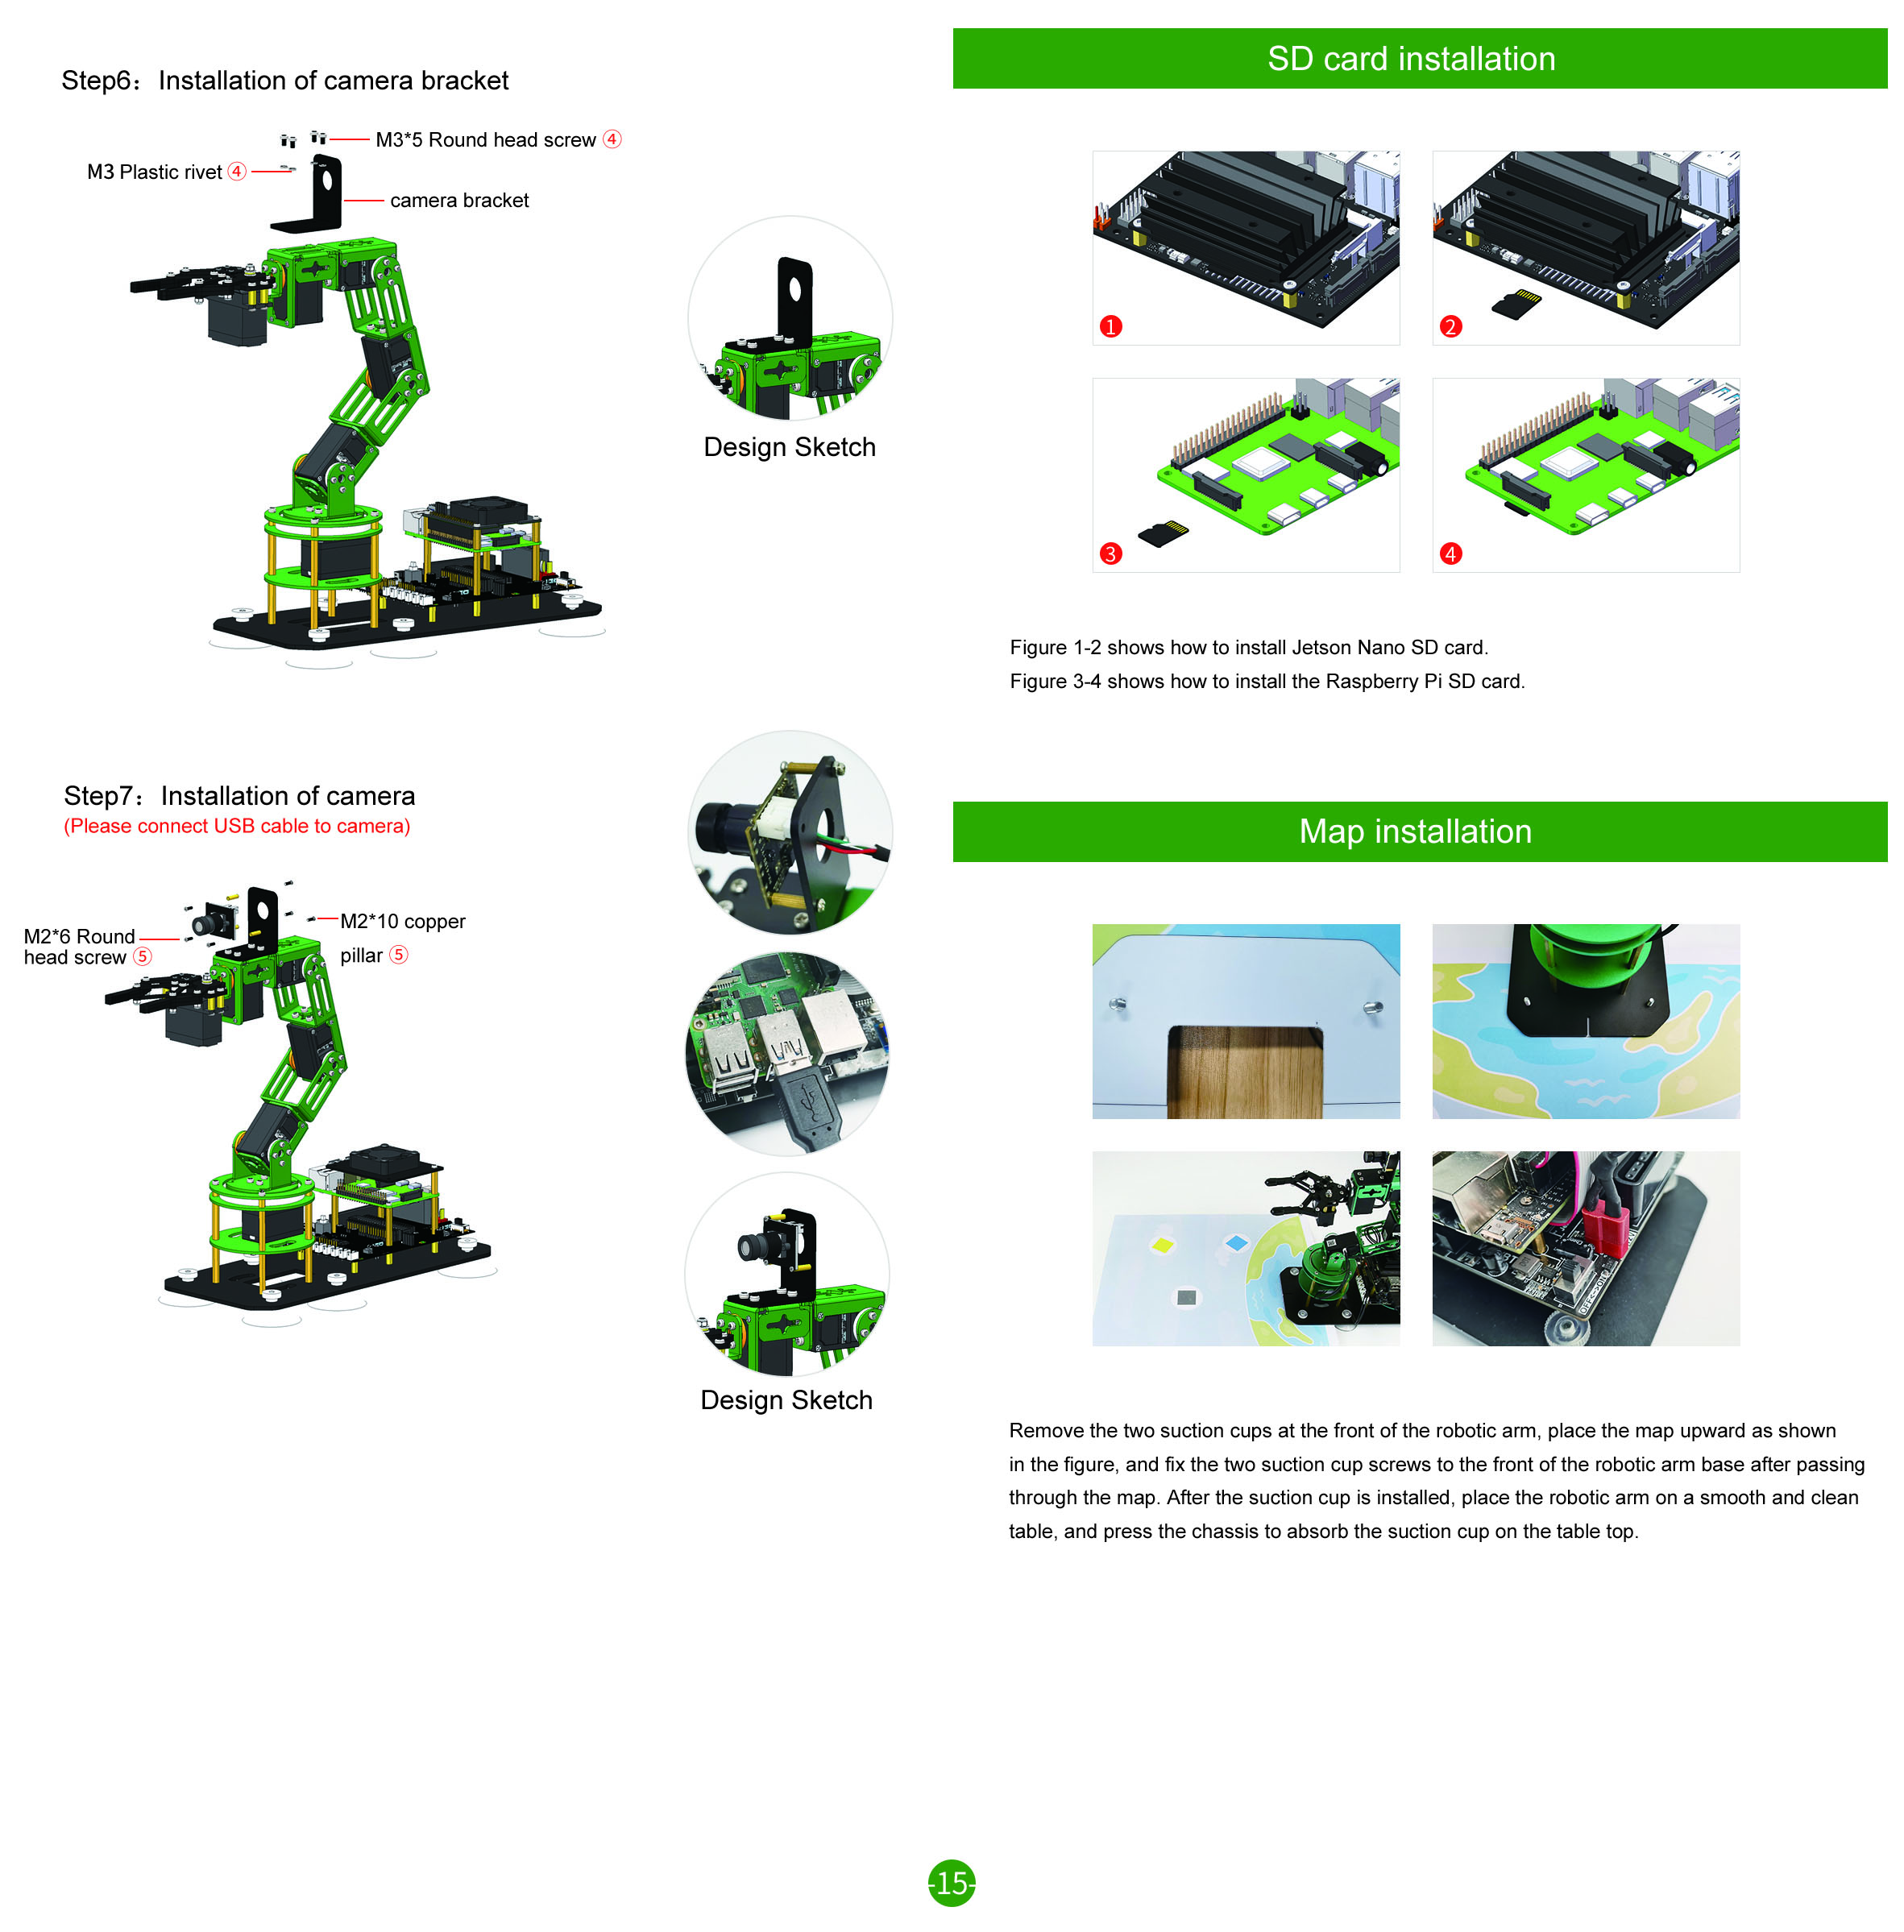 Step6：Installation of camera bracket
M3*5 Round head screw ④
M3 Plastic rivet ④
camera bracket
Design Sketch
Step7：Installation of camera
(Please connect USB cable to camera)
M2*6 Round
head screw ⑤
M2*10 copper
pillar ⑤
Design Sketch
SD card installation
1
2
3
4
Figure 1-2 shows how to install Jetson Nano SD card.
Figure 3-4 shows how to install the Raspberry Pi SD card.
Map installation
Remove the two suction cups at the front of the robotic arm, place the map upward as shown
in the figure, and fix the two suction cup screws to the front of the robotic arm base after passing
through the map. After the suction cup is installed, place the robotic arm on a smooth and clean
table, and press the chassis to absorb the suction cup on the table top.
-15-